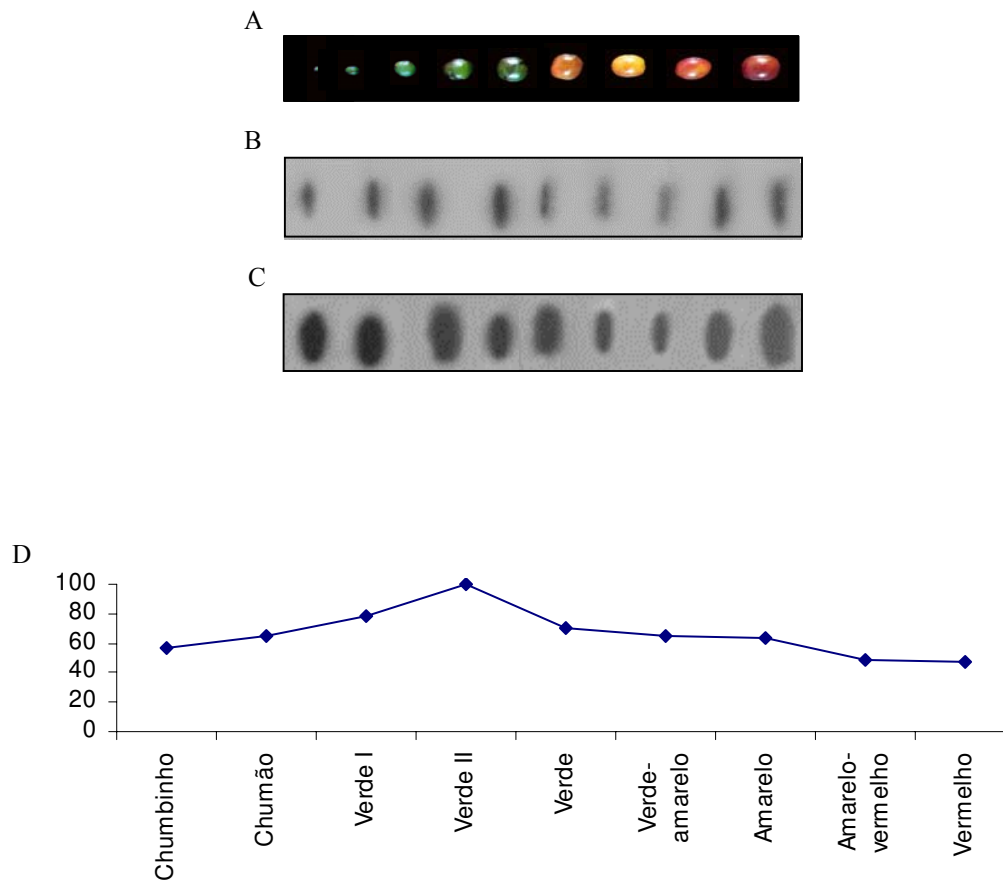 A
B
C
D
100
80
60
40
20
0
Chumbinho
Chumão
Verde I
Verde II
Verde
Verde-
amarelo
Amarelo
Amarelo-
vermelho
Vermelho